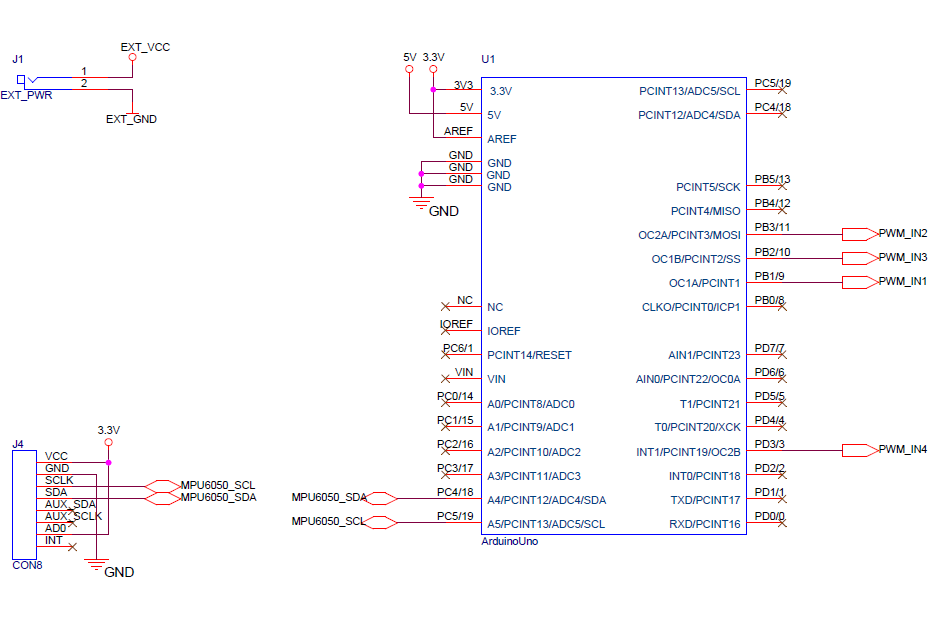 EXT_VCC
J1
1
2
EXT_PWR
EXT_GND
5V 3.3V
U1
3V3 3.3V
5V 5V
AREF AREF
GND GND
GND GND
GND GND
GND
NC NC
IOREF IOREF
PC6/1 PCINT14/RESET
VIN VIN
PC0/14 A0/PCINT8/ADC0
PC1/15 A1/PCINT9/ADC1
PC2/16 A2/PCINT10/ADC2
PC3/17 A3/PCINT11/ADC3
MPU6050_SDA PC4/18 A4/PCINT12/ADC4/SDA
MPU6050_SCL PC5/19 A5/PCINT13/ADC5/SCL
ArduinoUno
PCINT13/ADC5/SCL PC5/19
PCINT12/ADC4/SDA PC4/18
PCINT5/SCK PB5/13
PCINT4/MISO PB4/12
OC2A/PCINT3/MOSI PB3/11 PWM_IN2
OC1B/PCINT2/SS PB2/10 PWM_IN3
OC1A/PCINT1 PB1/9 PWM_IN1
CLKO/PCINT0/ICP1 PB0/8
AIN1/PCINT23 PD7/7
AIN0/PCINT22/OC0A PD6/6
T1/PCINT21 PD5/5
T0/PCINT20/XCK PD4/4
INT1/PCINT19/OC2B PD3/3 PWM_IN4
INT0/PCINT18 PD2/2
TXD/PCINT17 PD1/1
RXD/PCINT16 PD0/0
3.3V
J4
VCC
GND
SCLK MPU6050_SCL
SDA MPU6050_SDA
AUX_SDA
AUX_SCLK
AD0
INT
CON8
GND